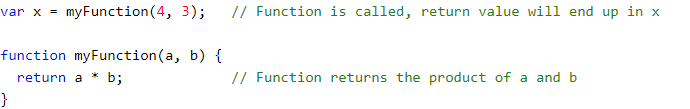 var x = myFunction(4, 3);   // Function is called, return value will end up in x

function myFunction(a, b) {
  return a * b;             // Function returns the product of a and b
}